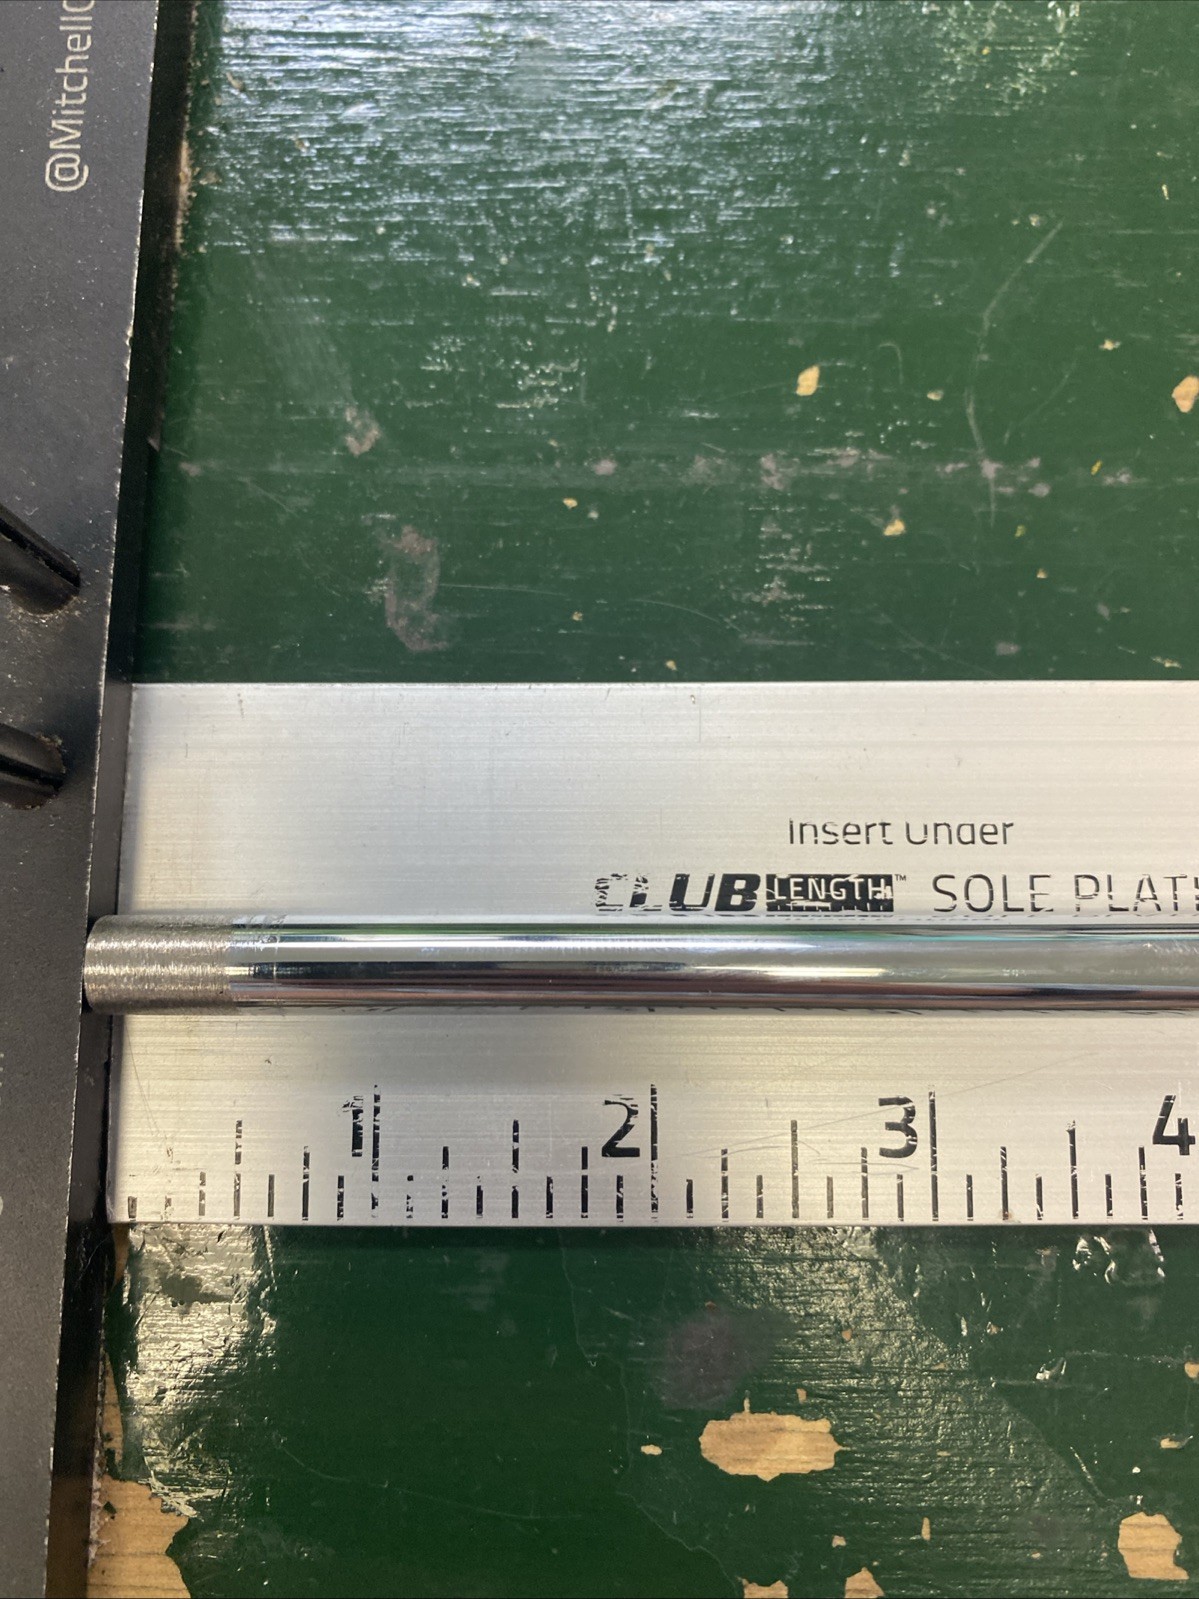 @Mitchell
Insert Under
CLUB LENGTH™ SOLE PLAT
1 2 3 4